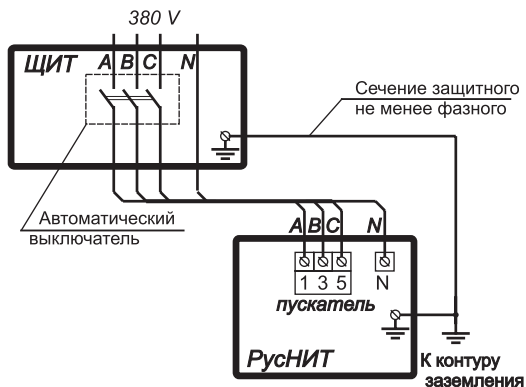 380 V
ЩИТ
A B C N
Сечение защитного
не менее фазного
Автоматический
выключатель
A B C N
1 3 5 N
пускатель
РусНИТ
К контуру
заземления